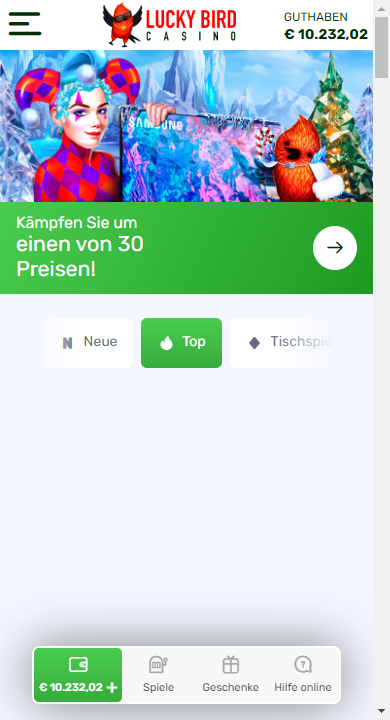 LUCKY BIRD
CASINO
GUTHABEN
€ 10.232,02
SAMSUNG
Kämpfen Sie um
einen von 30
Preisen!
Neue
Top
Tischspie
€ 10.232,02
Spiele
Geschenke
Hilfe online